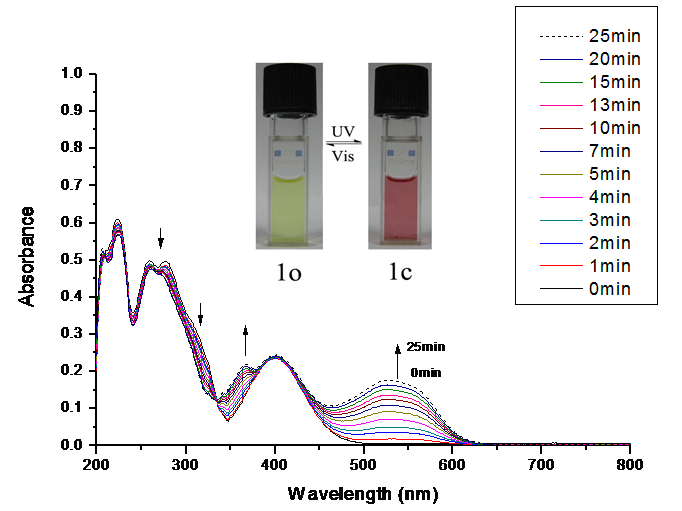 25min
20min
15min
13min
10min
7min
5min
4min
3min
2min
1min
0min
UV
Vis
1o
1c
Absorbance
1.0
0.9
0.8
0.7
0.6
0.5
0.4
0.3
0.2
0.1
0.0
25min
0min
200 300 400 500 600 700 800
Wavelength (nm)